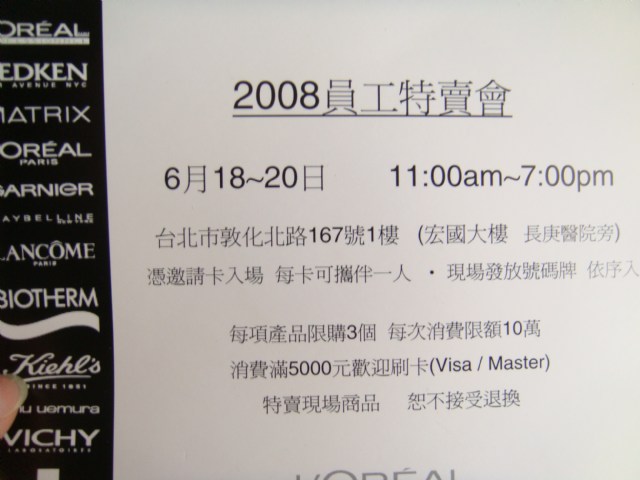 ORÉAL
EDKEN
AVENUE NYC
MATRIX
ORÉAL
PARIS
GARNIER
MAYBELLINE
LANCÔME
PARIS
BIOTHERM
Kiehl's
SINCE 1851
uemura
VICHY
LABORATOIRES
2008員工特賣會
6月18~20日 11:00am~7:00pm
台北市敦化北路167號1樓 (宏國大樓 長庚醫院旁)
憑邀請卡入場 每卡可攜伴一人 · 現場發放號碼牌 依序入
每項產品限購3個 每次消費限額10萬
消費滿5000元歡迎刷卡(Visa / Master)
特賣現場商品 恕不接受退換
L'ORÉAL